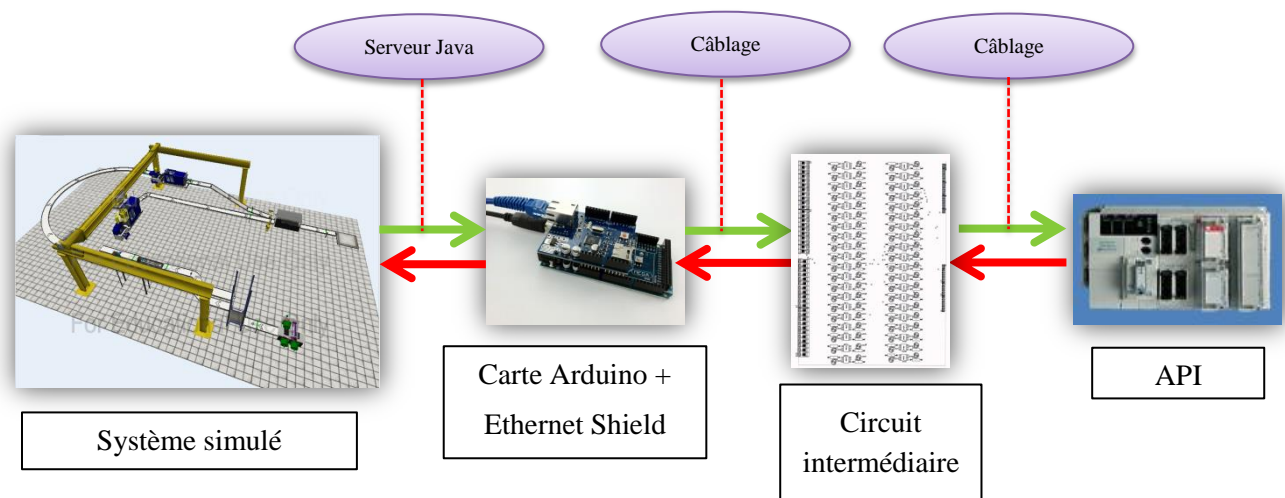 Serveur Java
Câblage
Câblage
Système simulé
Carte Arduino +
Ethernet Shield
Circuit
intermédiaire
API